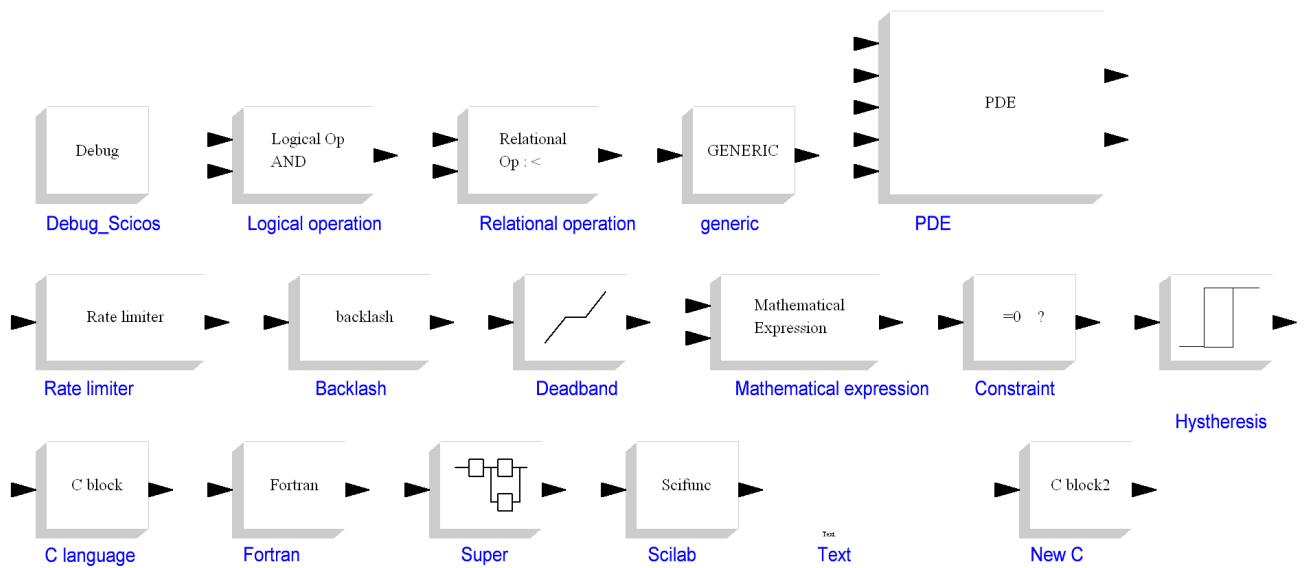 PDE
Debug
Logical Op
AND
Relational
Op : <
GENERIC
Debug_Scicos
Logical operation
Relational operation
generic
PDE
Rate limiter
backlash
Mathematical
Expression
=0 ?
Rate limiter
Backlash
Deadband
Mathematical expression
Constraint
Hystheresis
C block
Fortran
Scifunc
C block2
Text
C language
Fortran
Super
Scilab
Text
New C